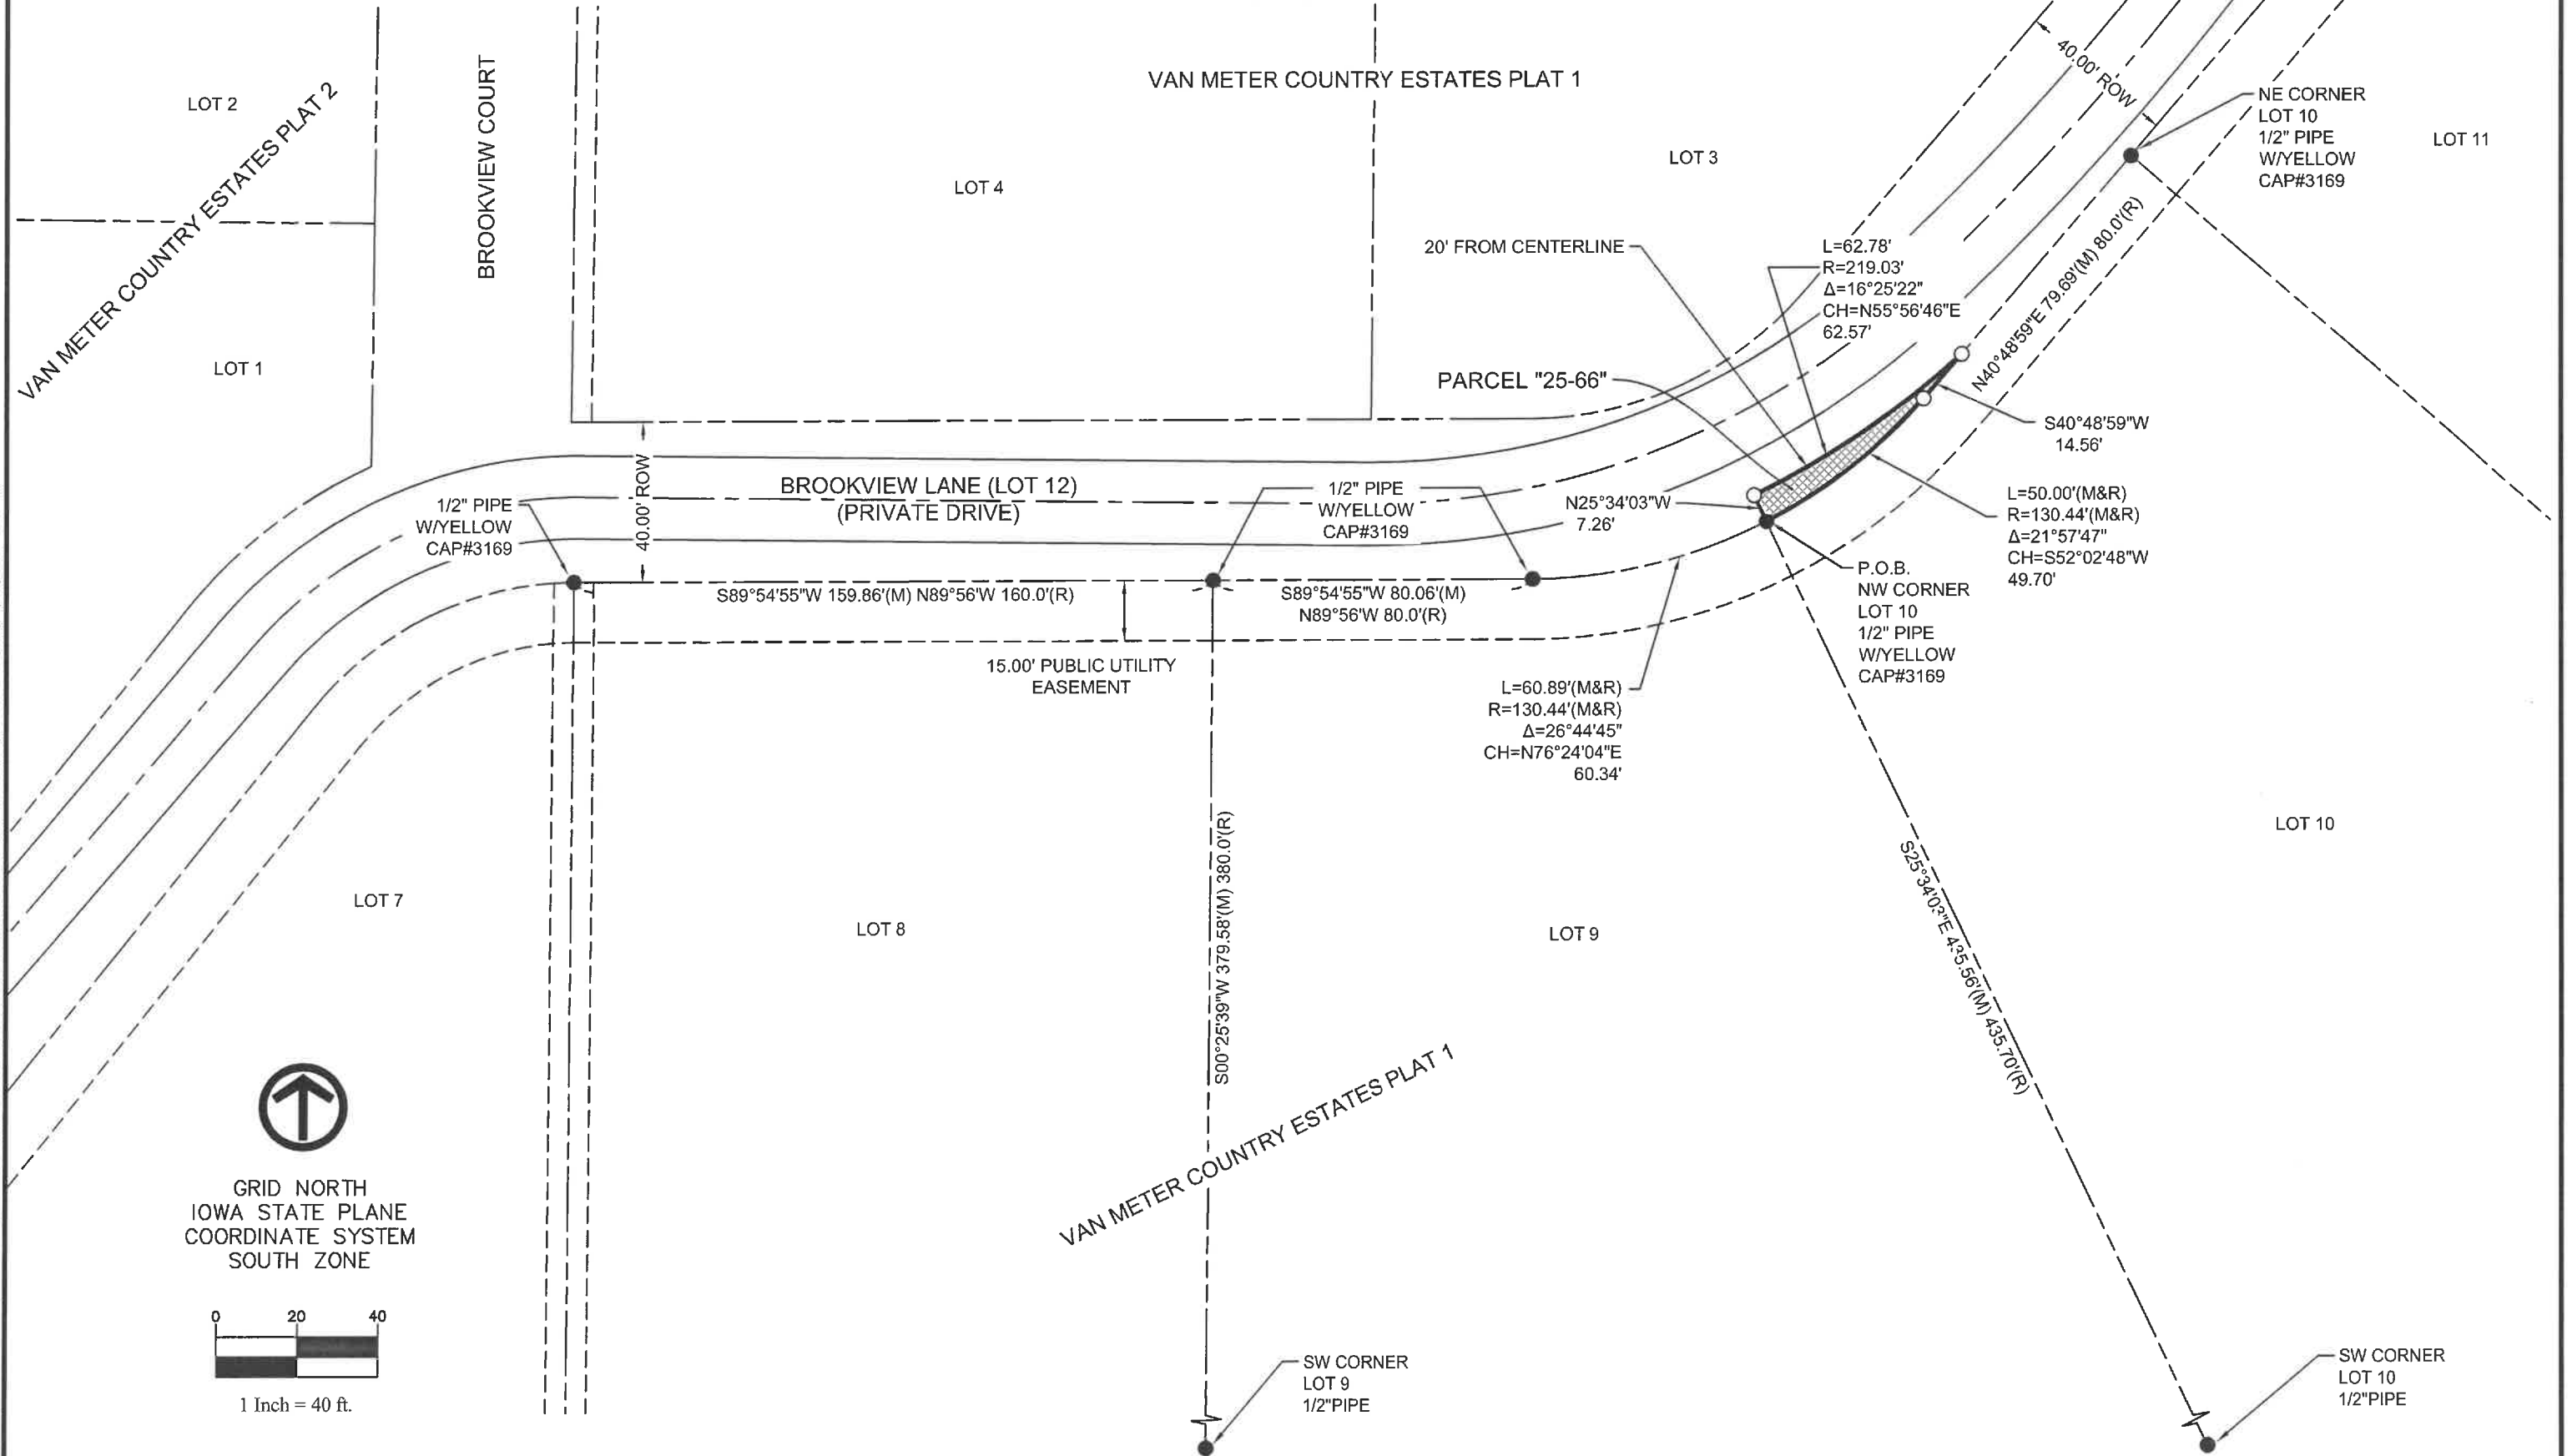 VAN METER COUNTRY ESTATES PLAT 2
LOT 2
LOT 1
BROOKVIEW COURT
VAN METER COUNTRY ESTATES PLAT 1
LOT 4
LOT 3
40.00' ROW
NE CORNER
LOT 10
1/2" PIPE
W/YELLOW
CAP#3169
LOT 11
20' FROM CENTERLINE
L=62.78'
R=219.03'
Δ=16°25'22"
CH=N55°56'46"E
62.57'
N40°48'59"E 79.69'(M) 80.0'(R)
PARCEL "25-66"
S40°48'59"W
14.56'
40.00' ROW
BROOKVIEW LANE (LOT 12)
(PRIVATE DRIVE)
1/2" PIPE
W/YELLOW
CAP#3169
1/2" PIPE
W/YELLOW
CAP#3169
N25°34'03"W
7.26'
L=50.00'(M&R)
R=130.44'(M&R)
Δ=21°57'47"
CH=S52°02'48"W
49.70'
S89°54'55"W 159.86'(M) N89°56'W 160.0'(R)
S89°54'55"W 80.06'(M)
N89°56'W 80.0'(R)
P.O.B.
NW CORNER
LOT 10
1/2" PIPE
W/YELLOW
CAP#3169
15.00' PUBLIC UTILITY
EASEMENT
L=60.89'(M&R)
R=130.44'(M&R)
Δ=26°44'45"
CH=N76°24'04"E
60.34'
S00°25'39"W 379.58'(M) 380.0'(R)
S25°34'03"E 435.56'(M) 435.70'(R)
LOT 10
LOT 7
LOT 8
LOT 9
VAN METER COUNTRY ESTATES PLAT 1
GRID NORTH
IOWA STATE PLANE
COORDINATE SYSTEM
SOUTH ZONE
0 20 40
1 Inch = 40 ft.
SW CORNER
LOT 9
1/2"PIPE
SW CORNER
LOT 10
1/2"PIPE